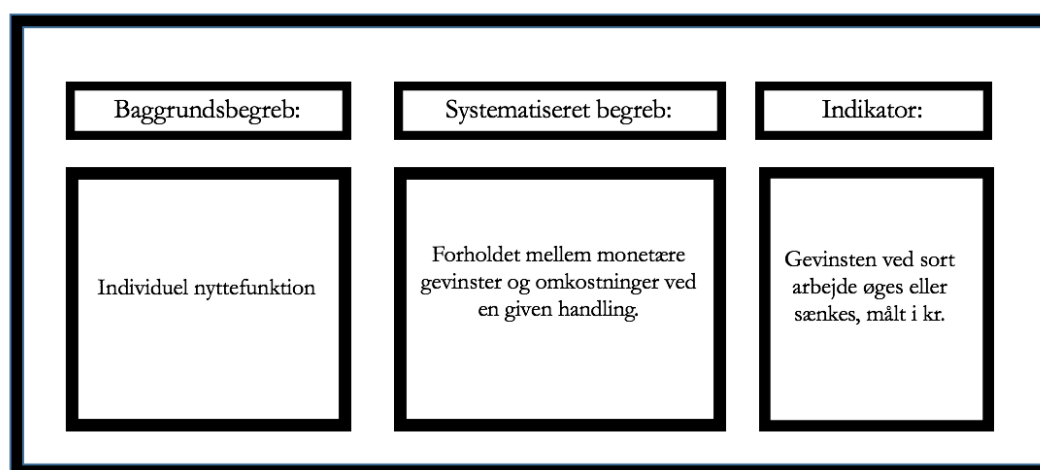 Baggrundsbegreb:
Systematiseret begreb:
Indikator:
Individuel nyttefunktion
Forholdet mellem monetære
gevinster og omkostninger ved
en given handling.
Gevinsten ved sort
arbejde øges eller
sænkes, målt i kr.